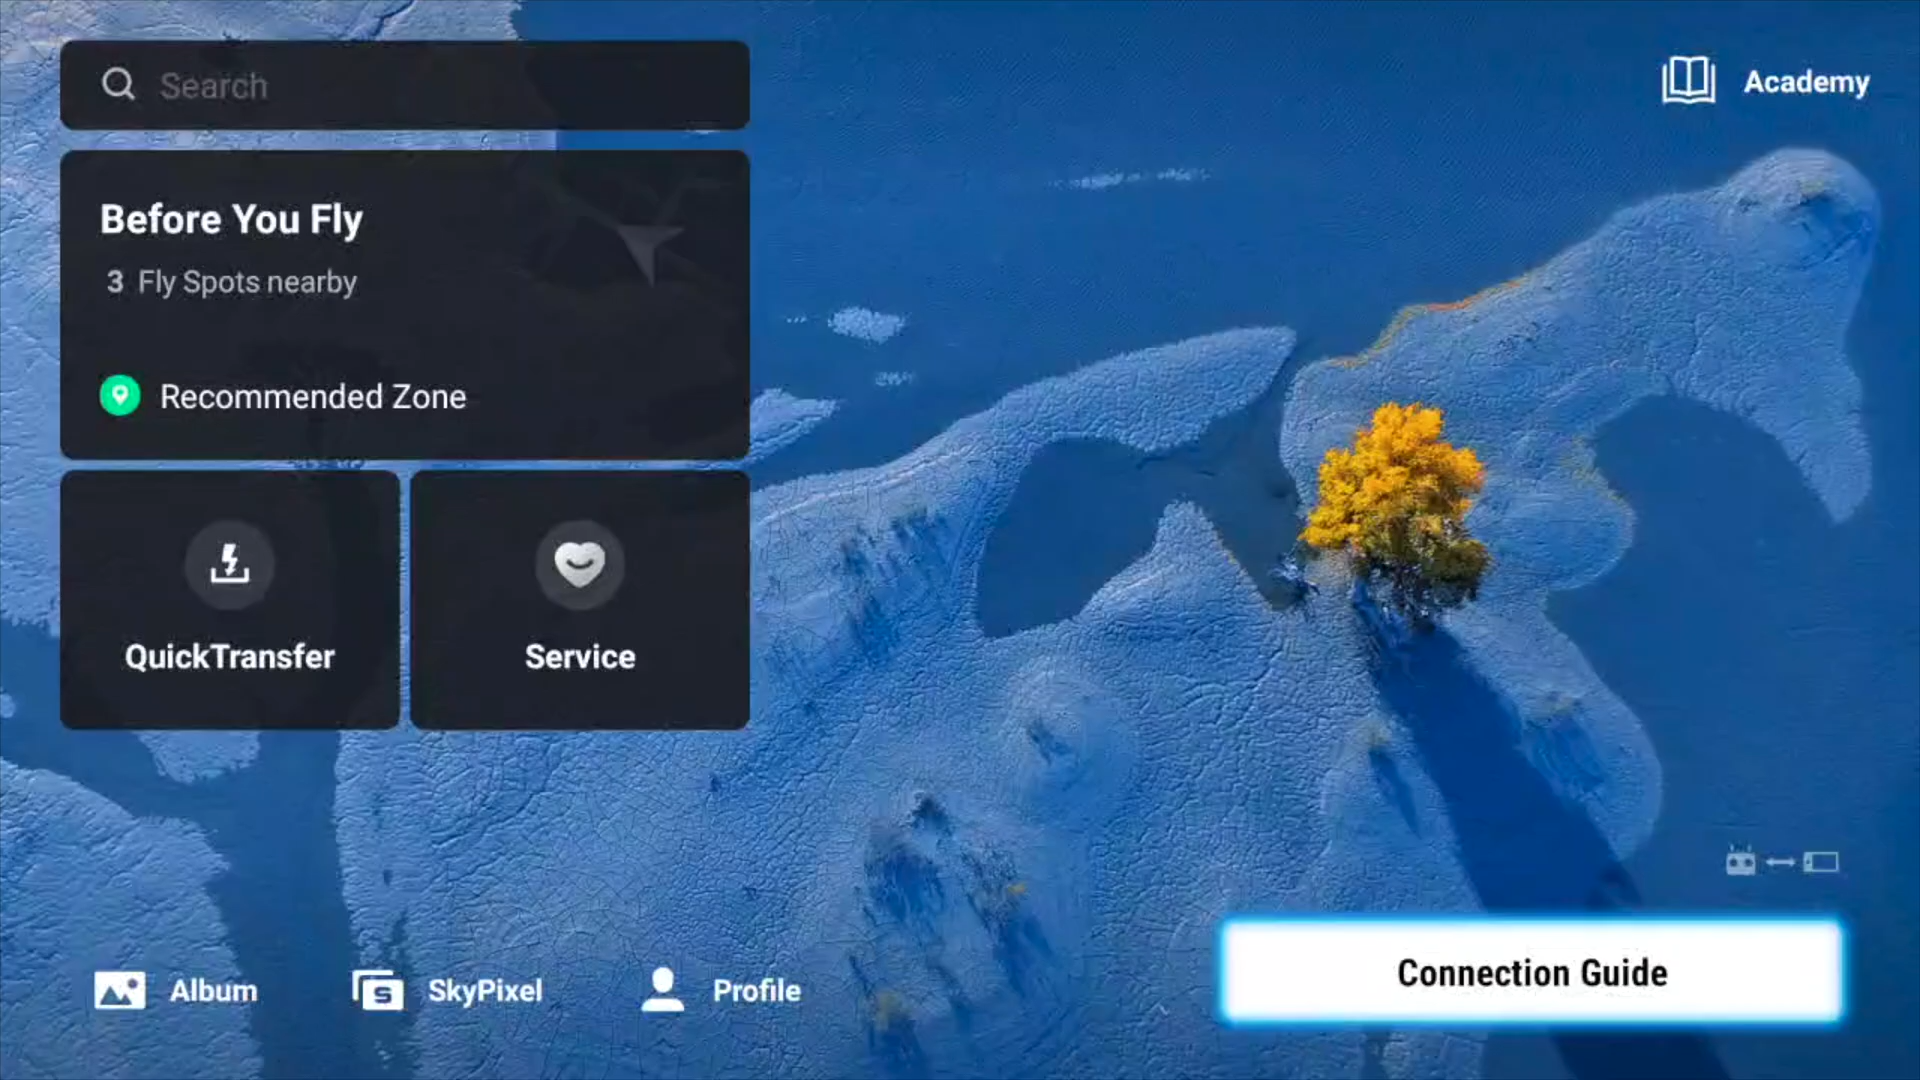 Search
Academy
Before You Fly
3 Fly Spots nearby
Recommended Zone
QuickTransfer
Service
Album
SkyPixel
Profile
Connection Guide